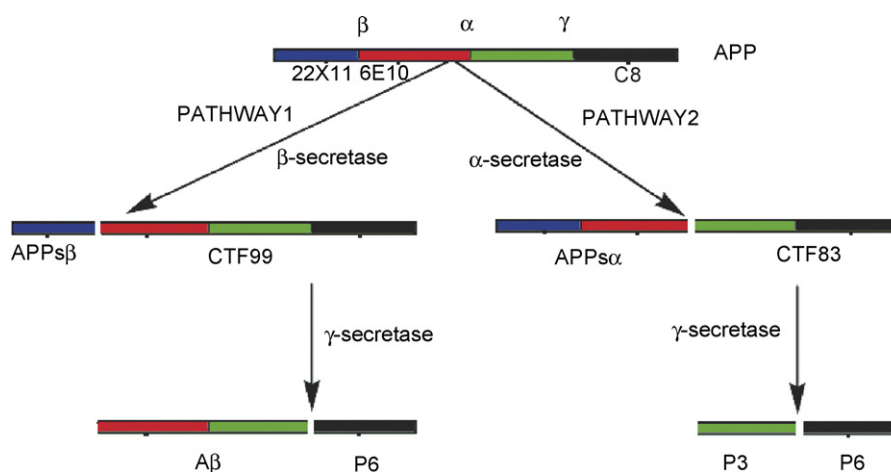 β α γ
APP
22X11 6E10 C8
PATHWAY1 PATHWAY2
β-secretase α-secretase
APPsβ CTF99 APPsα CTF83
γ-secretase γ-secretase
Aβ P6 P3 P6